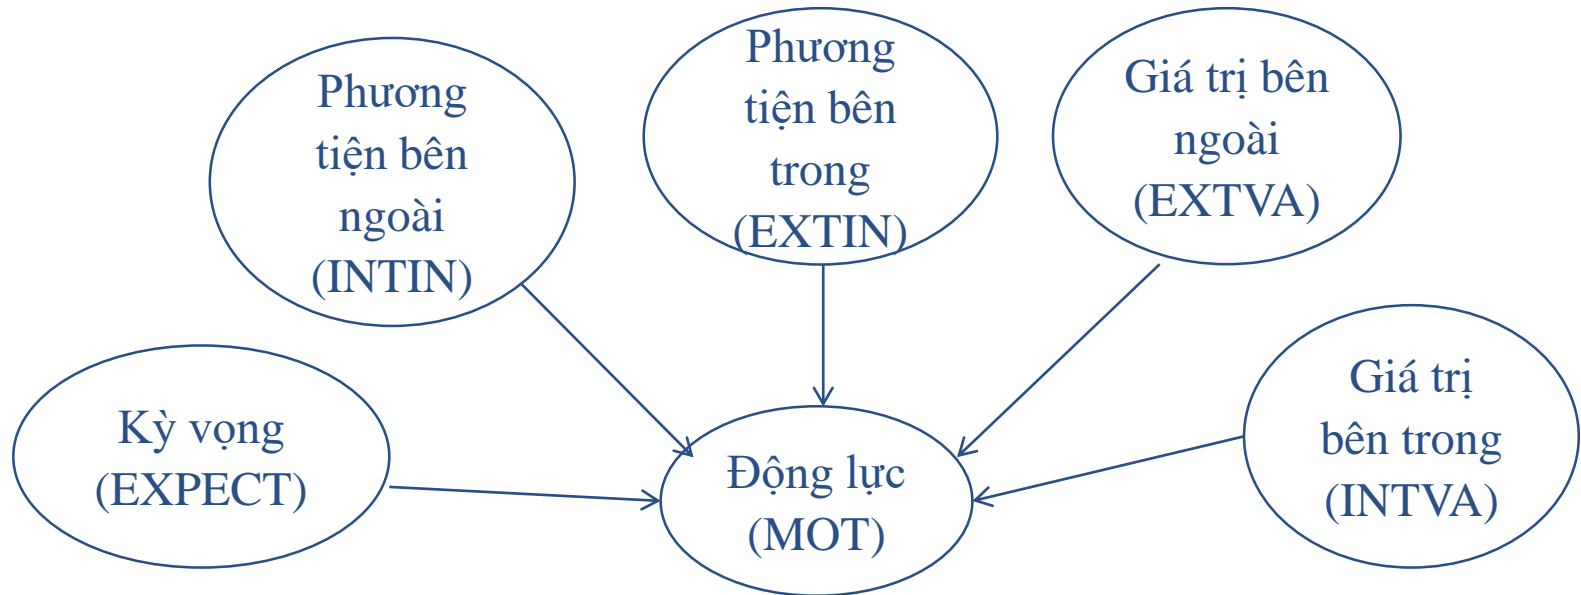 Phương
tiện bên
ngoài
(INTIN)
Phương
tiện bên
trong
(EXTIN)
Giá trị bên
ngoài
(EXTVA)
Kỳ vọng
(EXPECT)
Động lực
(MOT)
Giá trị
bên trong
(INTVA)